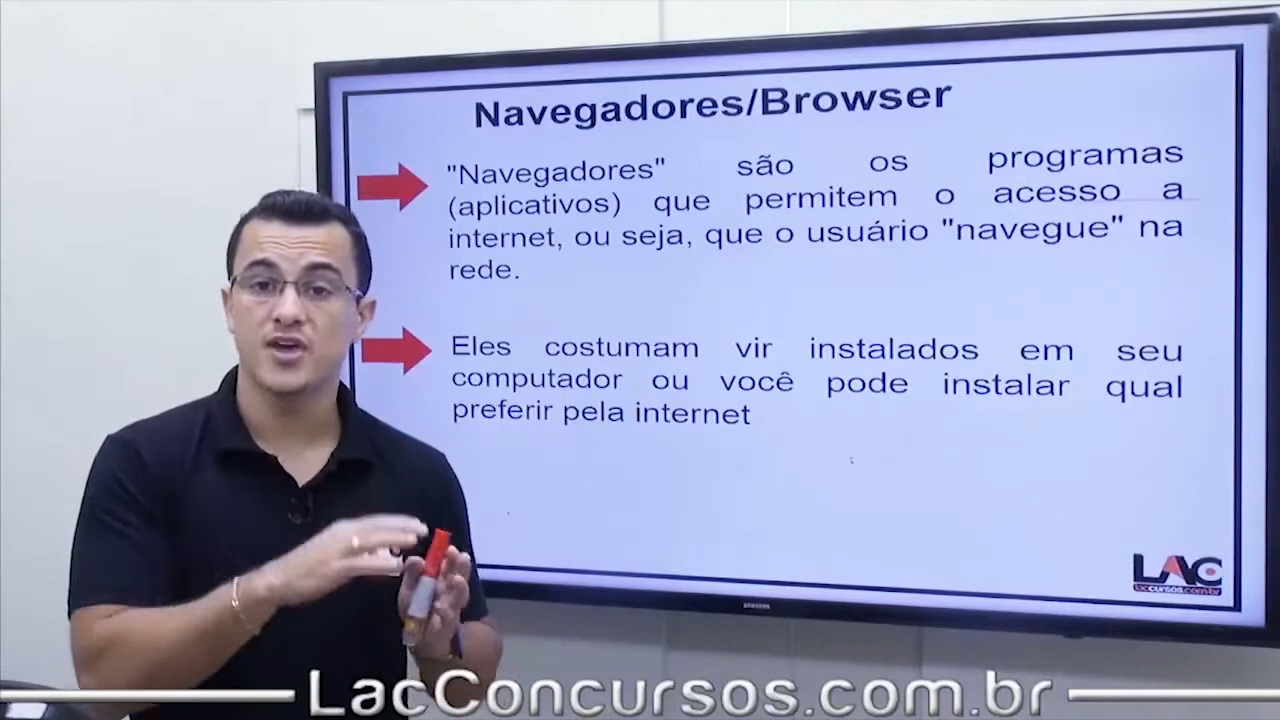 Navegadores/Browser
"Navegadores" são os programas
(aplicativos) que permitem o acesso a
internet, ou seja, que o usuário "navegue" na
rede.
Eles costumam vir instalados em seu
computador ou você pode instalar qual
preferir pela internet
LAC
laccursos.com.br
SAMSUNG
LacConcursos.com.br